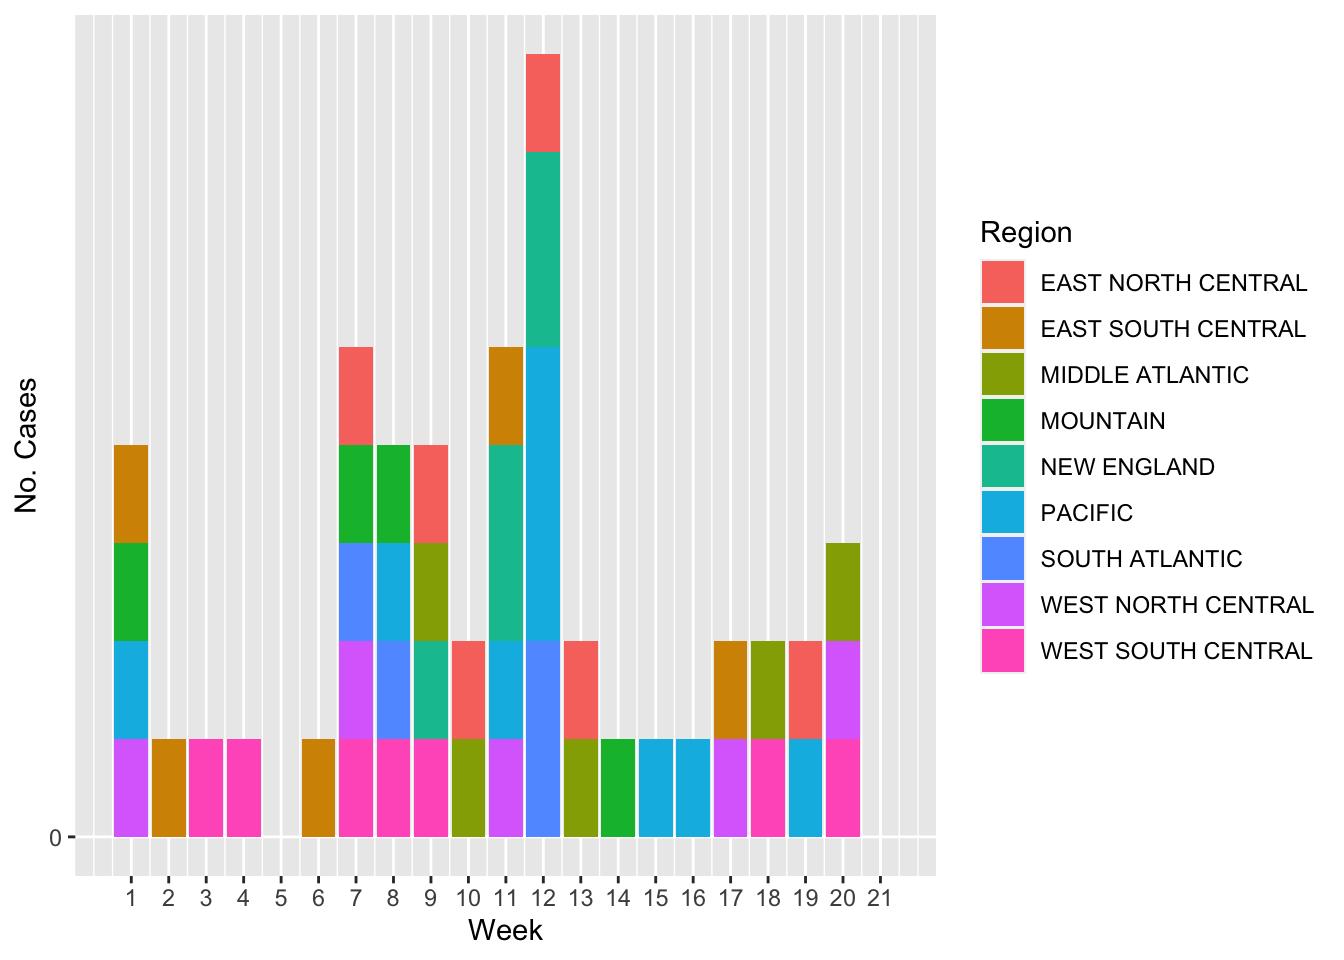 No. Cases
0
1 2 3 4 5 6 7 8 9 10 11 12 13 14 15 16 17 18 19 20 21
Week
Region
EAST NORTH CENTRAL
EAST SOUTH CENTRAL
MIDDLE ATLANTIC
MOUNTAIN
NEW ENGLAND
PACIFIC
SOUTH ATLANTIC
WEST NORTH CENTRAL
WEST SOUTH CENTRAL